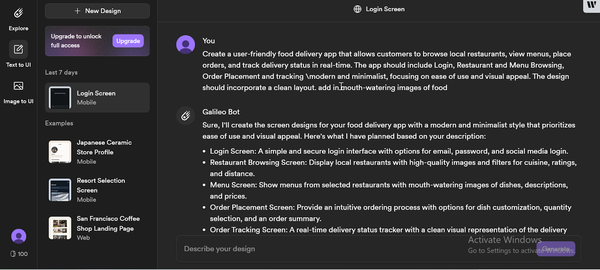 New Design
Login Screen
W
Explore
Upgrade to unlock
full access
Upgrade
Text to UI
Image to UI
Last 7 days
Login Screen
Mobile
Examples
Japanese Ceramic
Store Profile
Mobile
Resort Selection
Screen
Mobile
San Francisco Coffee
Shop Landing Page
Web
100
You
Create a user-friendly food delivery app that allows customers to browse local restaurants, view menus, place
orders, and track delivery status in real-time. The app should include Login, Restaurant and Menu Browsing,
Order Placement and tracking \modern and minimalist, focusing on ease of use and visual appeal. The design
should incorporate a clean layout. add in mouth-watering images of food
Galileo Bot
Sure, I'll create the screen designs for your food delivery app with a modern and minimalist style that prioritizes
ease of use and visual appeal. Here's what I have planned based on your description:
• Login Screen: A simple and secure login interface with options for email, password, and social media login.
• Restaurant Browsing Screen: Display local restaurants with high-quality images and filters for cuisine, ratings,
and distance.
• Menu Screen: Show menus from selected restaurants with mouth-watering images of dishes, descriptions,
and prices.
• Order Placement Screen: Provide an intuitive ordering process with options for dish customization, quantity
selection, and an order summary.
• Order Tracking Screen: A real-time delivery status tracker with a clean visual representation of the delivery
Describe your design
Generate
Activate Windows
Go to Settings to activate Windows.